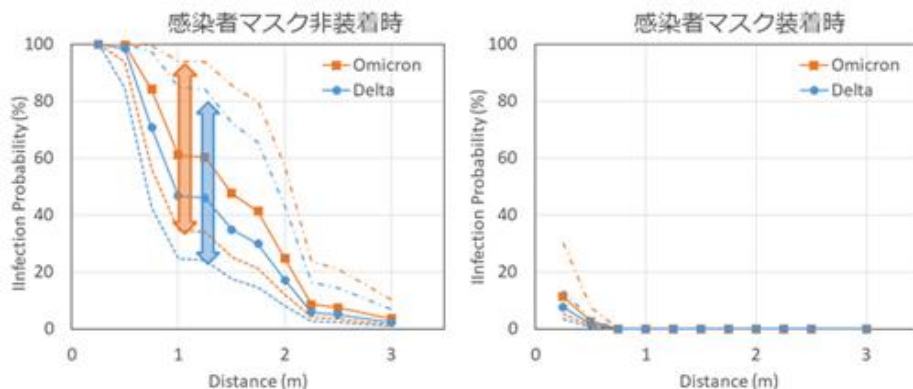 感染者マスク非装着時
100
80
60
40
20
0
IInfection Probability (%)
Omicron
Delta
0 1 2 3
Distance (m)
感染者マスク装着時
100
80
60
40
20
0
IInfection Probability (%)
Omicron
Delta
0 1 2 3
Distance (m)